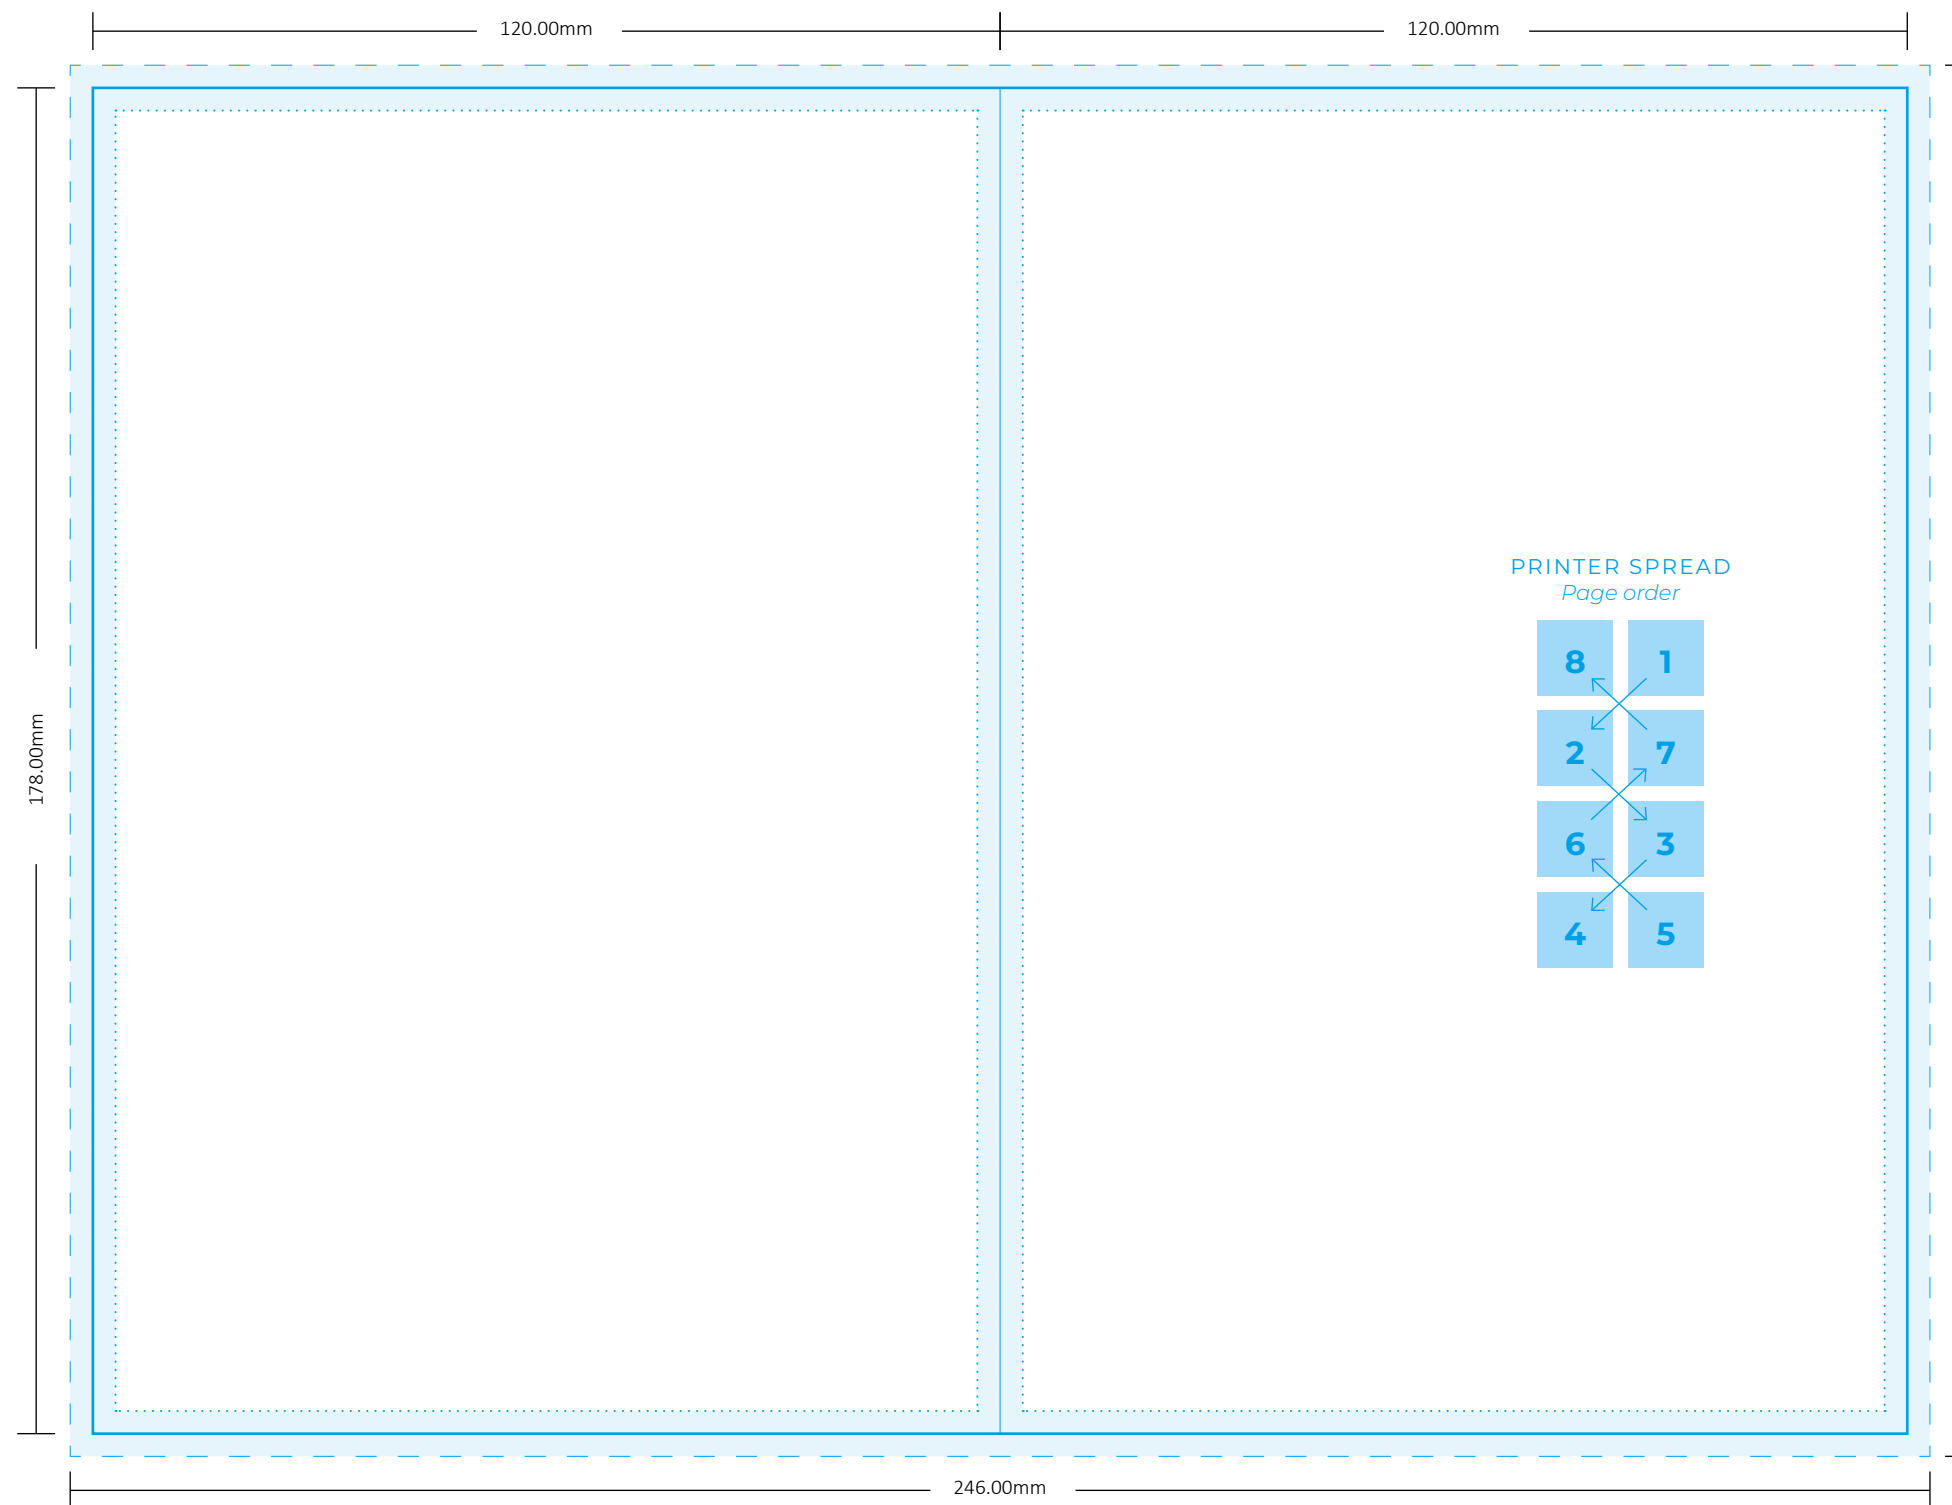 120.00mm 120.00mm
178.00mm
PRINTER SPREAD
Page order
8 1
2 7
6 3
4 5
246.00mm